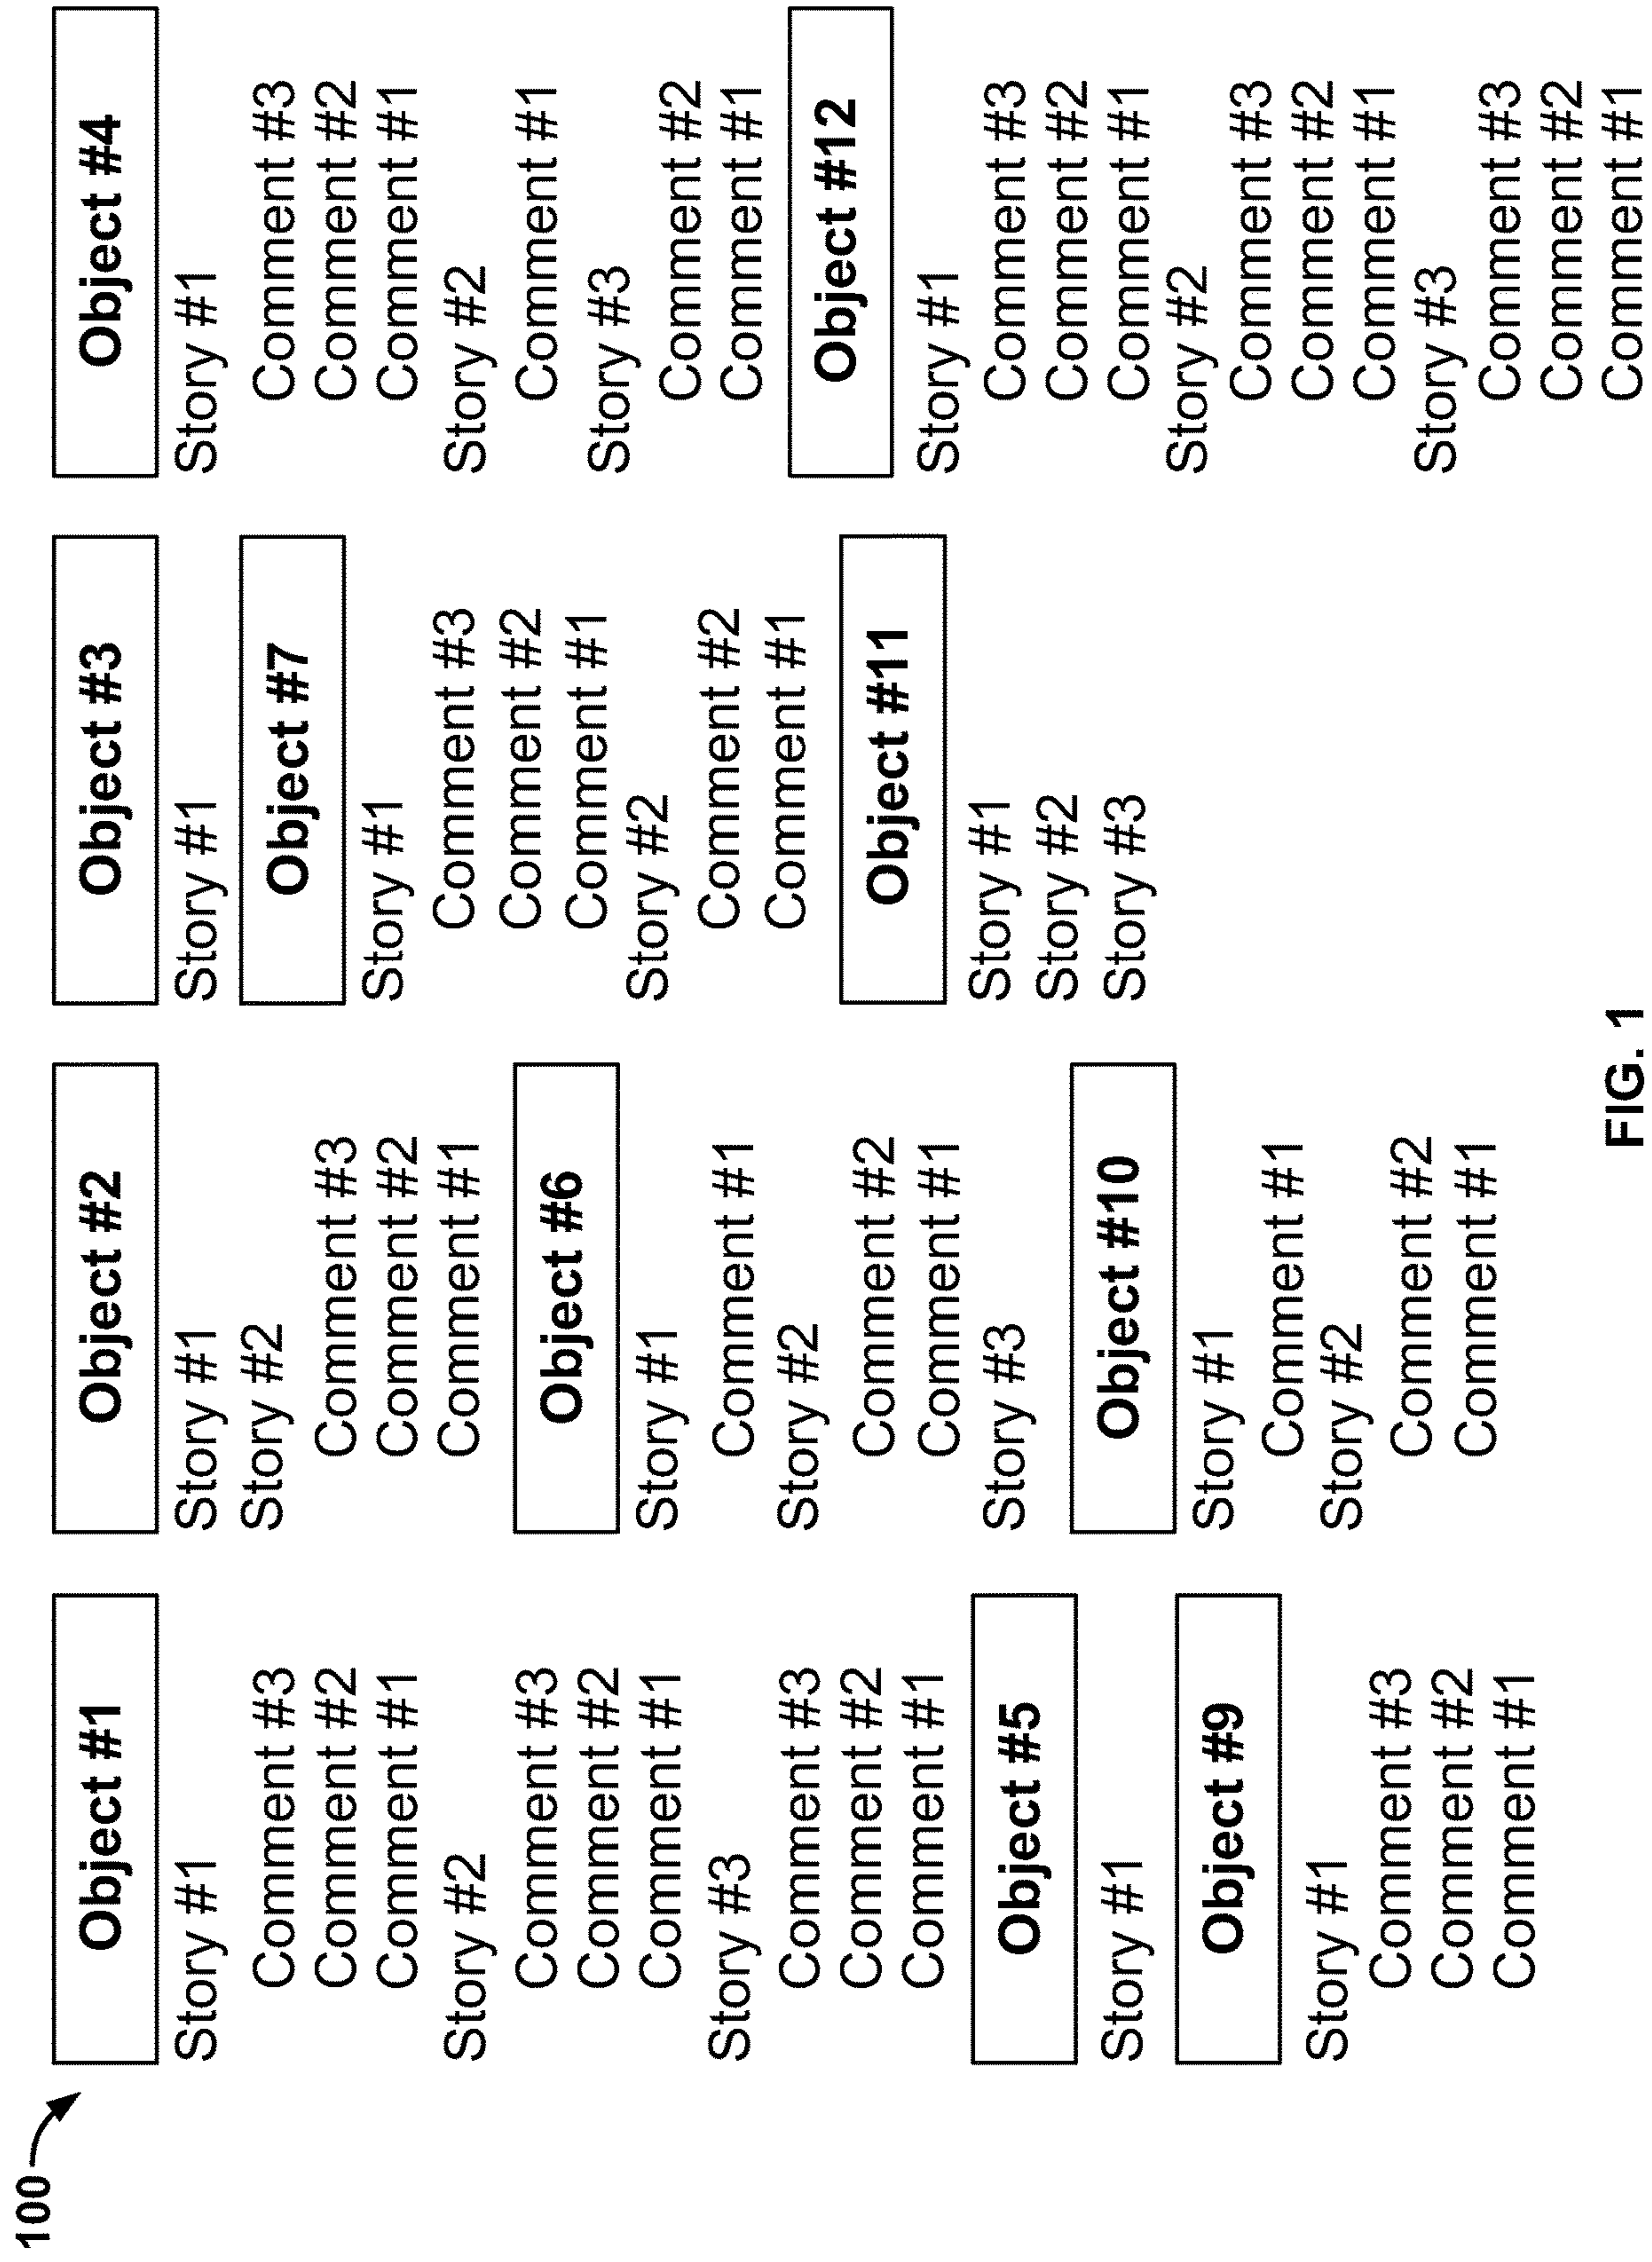 100
Object #1
Story #1
Comment #3
Comment #2
Comment #1
Story #2
Comment #3
Comment #2
Comment #1
Story #3
Comment #3
Comment #2
Comment #1
Object #5
Story #1
Object #9
Story #1
Comment #3
Comment #2
Comment #1
Object #2
Story #1
Story #2
Comment #3
Comment #2
Comment #1
Object #6
Story #1
Comment #1
Story #2
Comment #2
Comment #1
Story #3
Object #10
Story #1
Comment #1
Story #2
Comment #2
Comment #1
Object #3
Story #1
Object #7
Story #1
Comment #3
Comment #2
Comment #1
Story #2
Comment #2
Comment #1
Object #11
Story #1
Story #2
Story #3
Object #4
Story #1
Comment #3
Comment #2
Comment #1
Story #2
Comment #1
Story #3
Comment #2
Comment #1
Object #12
Story #1
Comment #3
Comment #2
Comment #1
Story #2
Comment #3
Comment #2
Comment #1
Story #3
Comment #3
Comment #2
Comment #1
FIG. 1